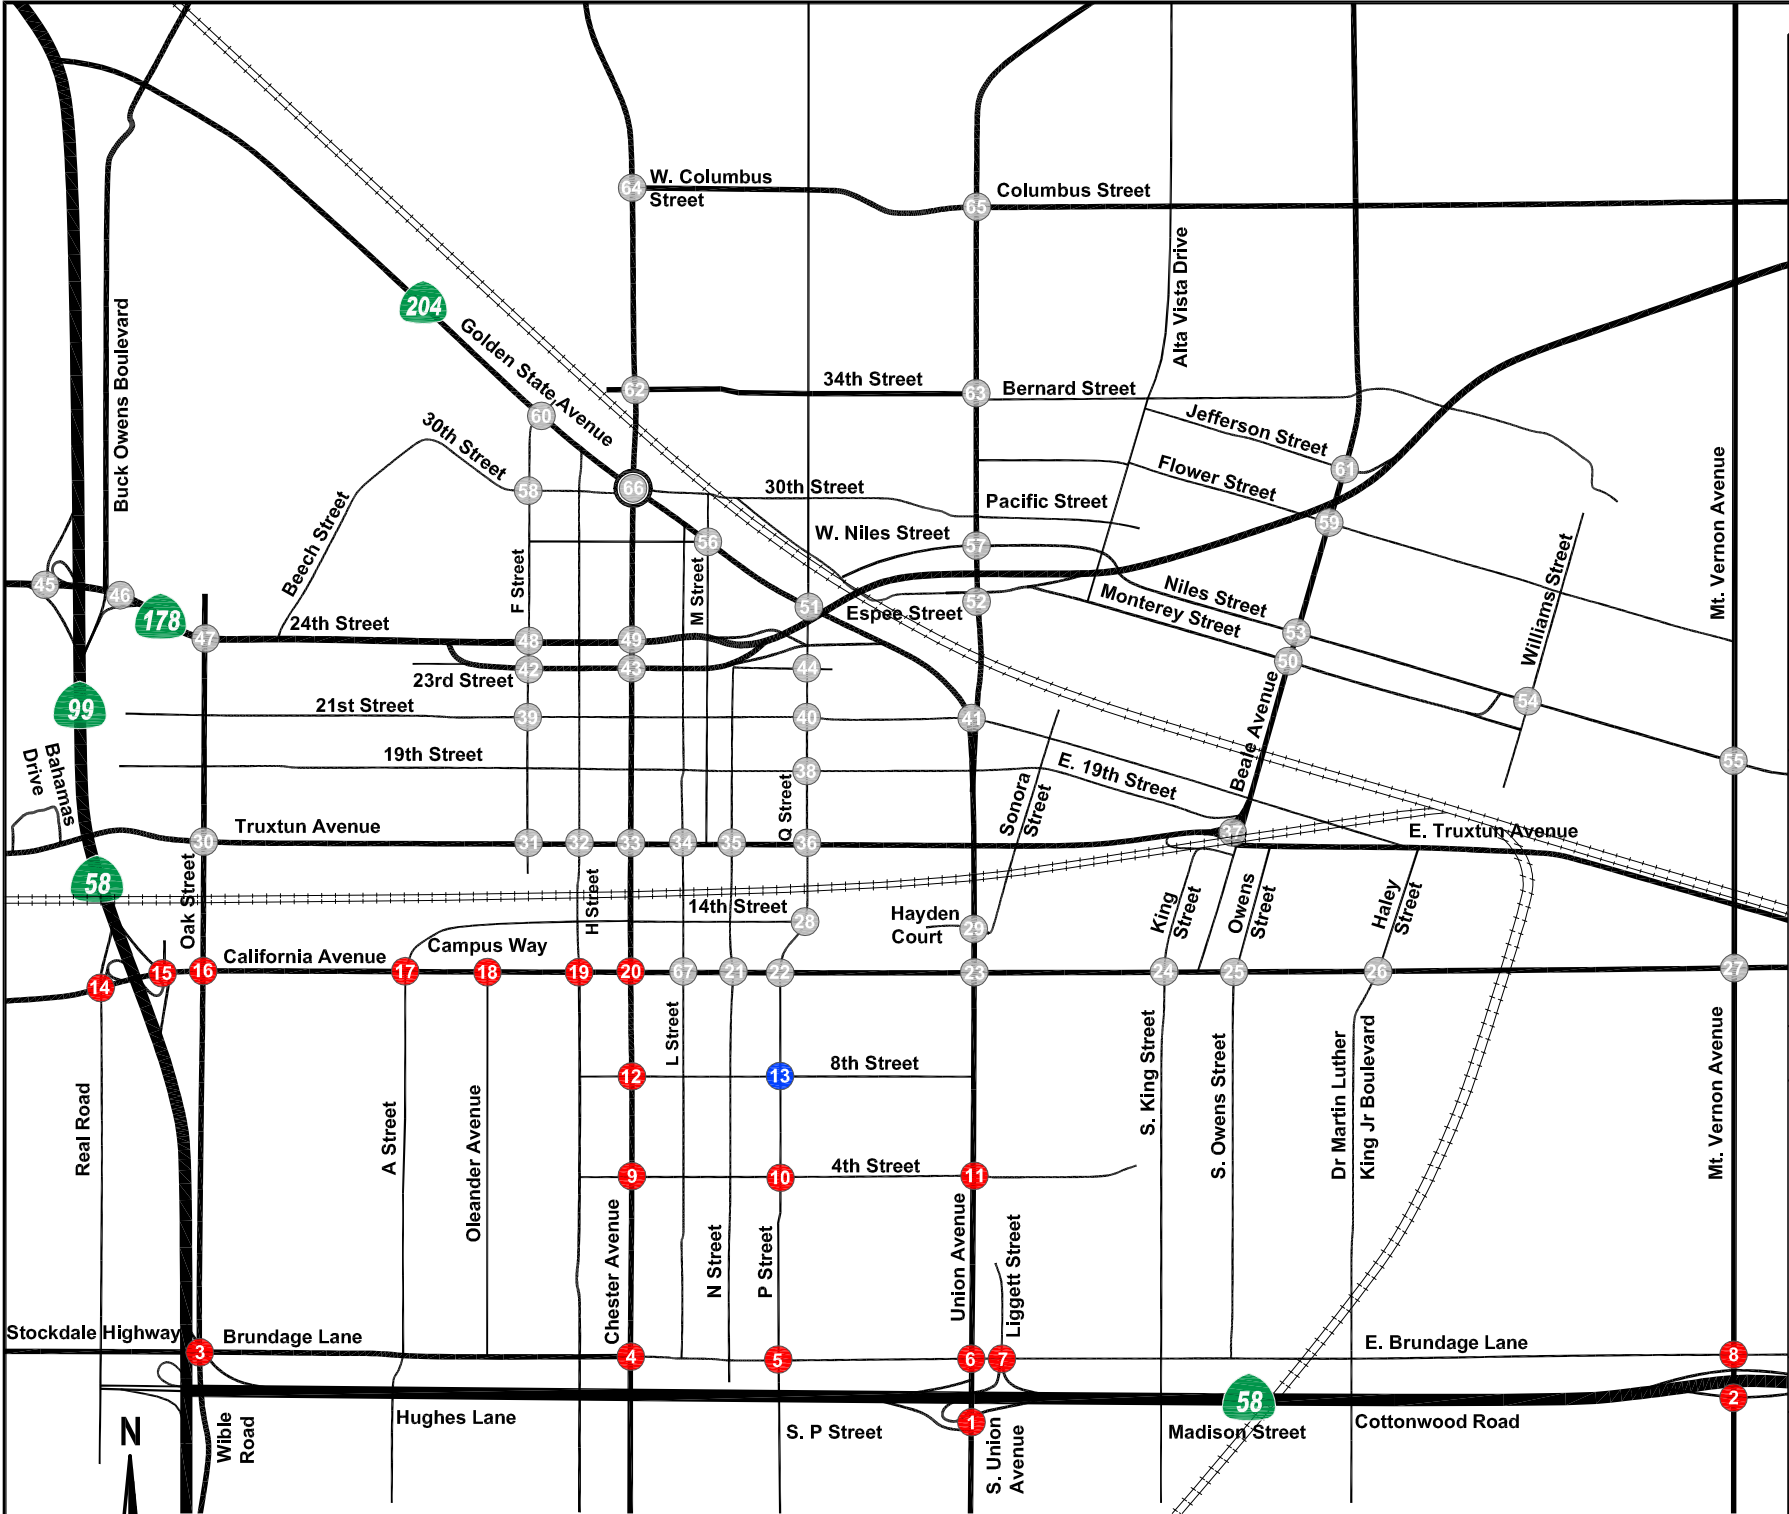 64
W. Columbus
Street
65
Columbus Street
Alta Vista Drive
204
Buck Owens Boulevard
Golden State Avenue
62
34th Street
63
Bernard Street
60
30th Street
Jefferson Street
61
Flower Street
58
66
30th Street
Pacific Street
59
Mt. Vernon Avenue
Beech Street
56
W. Niles Street
57
F Street
M Street
Williams Street
45
46
178
51
Espee Street
52
Niles Street
Monterey Street
47
24th Street
48
49
53
50
42
43
44
23rd Street
99
21st Street
39
40
41
54
Beale Avenue
Bahamas
Drive
19th Street
38
E. 19th Street
55
Q Street
Sonora
Street
30
Truxtun Avenue
31
32
33
34
35
36
37
E. Truxtun Avenue
58
Oak Street
H Street
14th Street
28
Hayden
Court
29
King
Street
Owens
Street
Haley
Street
Campus Way
California Avenue
14
15
16
17
18
19
20
67
21
22
23
24
25
26
27
L Street
12
13
8th Street
Real Road
A Street
Oleander Avenue
S. King Street
S. Owens Street
Dr Martin Luther
King Jr Boulevard
Mt. Vernon Avenue
9
10
4th Street
11
Chester Avenue
N Street
P Street
Union Avenue
Liggett Street
Stockdale Highway
3
Brundage Lane
4
5
6
7
E. Brundage Lane
8
58
2
N
Wible
Road
Hughes Lane
S. P Street
1
S. Union
Avenue
Madison Street
Cottonwood Road